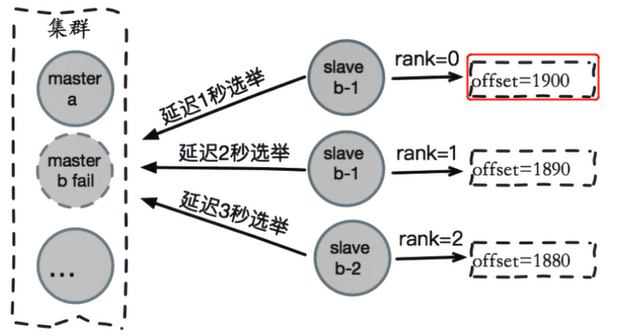 集群
master
a
master
b fail
...
延迟1秒选举
延迟2秒选举
延迟3秒选举
slave
b-1
rank=0
offset=1900
slave
b-1
rank=1
offset=1890
slave
b-2
rank=2
offset=1880